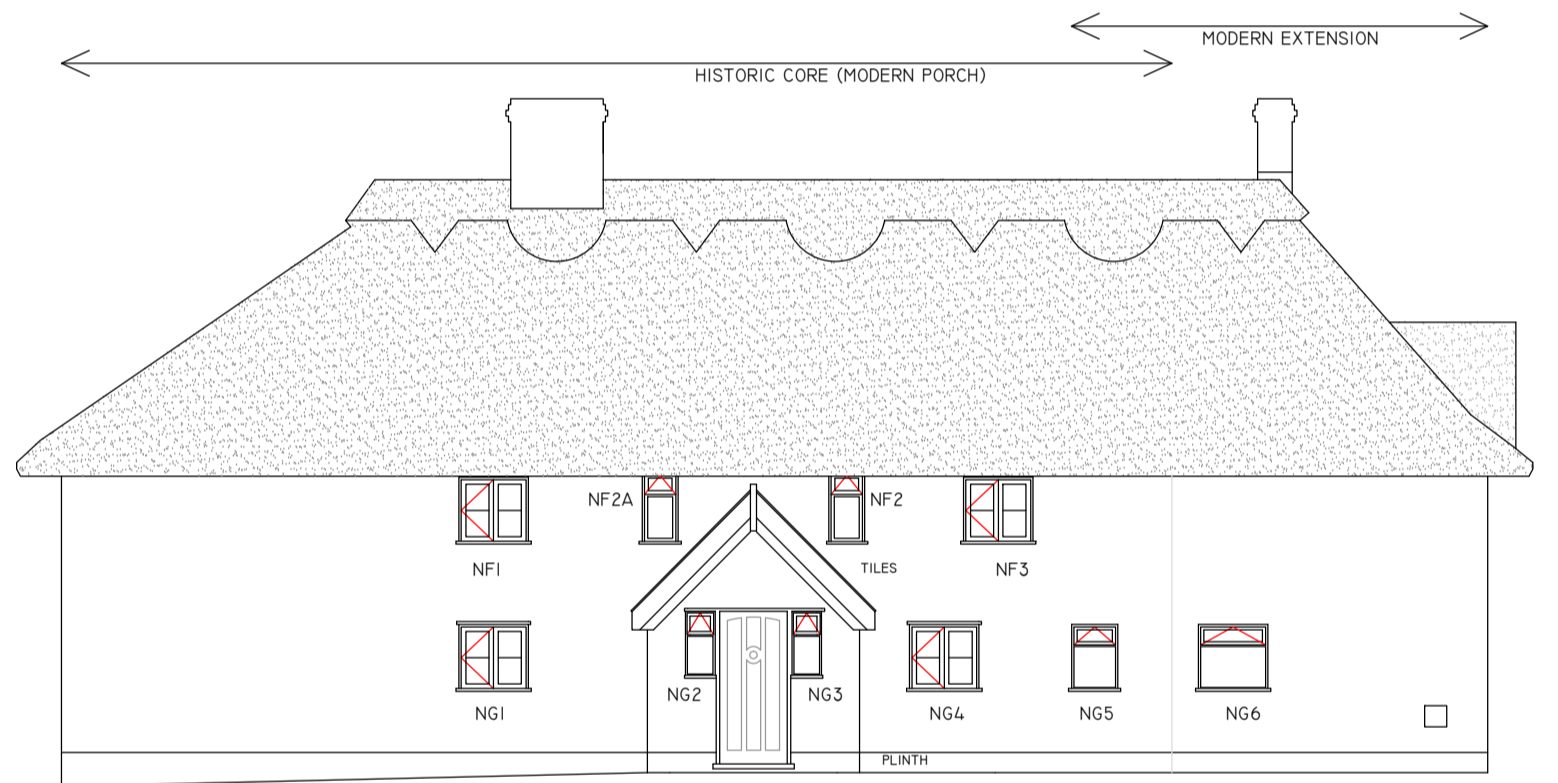 MODERN EXTENSION
HISTORIC CORE (MODERN PORCH)
NF2A
NF2
NF1
TILES
NF3
NG2
NG3
NG1
NG4
NG5
NG6
PLINTH